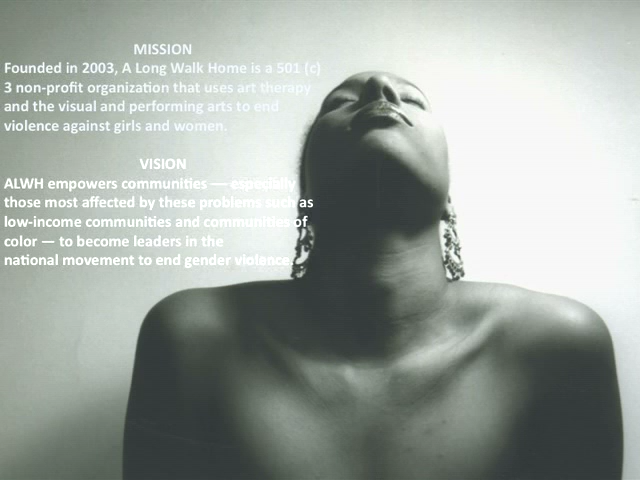 MISSION
Founded in 2003, A Long Walk Home is a 501 (c)
3 non-profit organization that uses art therapy
and the visual and performing arts to end
violence against girls and women.
VISION
ALWH empowers communities — especially
those most affected by these problems such as
low-income communities and communities of
color — to become leaders in the
national movement to end gender violence.